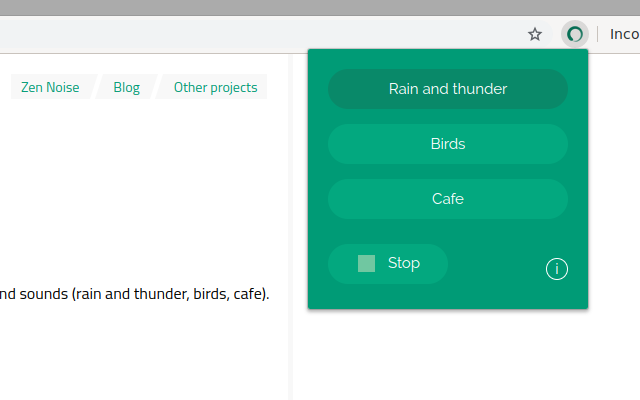 Inco
Zen Noise
Blog
Other projects
Rain and thunder
Birds
Cafe
Stop
i
nd sounds (rain and thunder, birds, cafe).